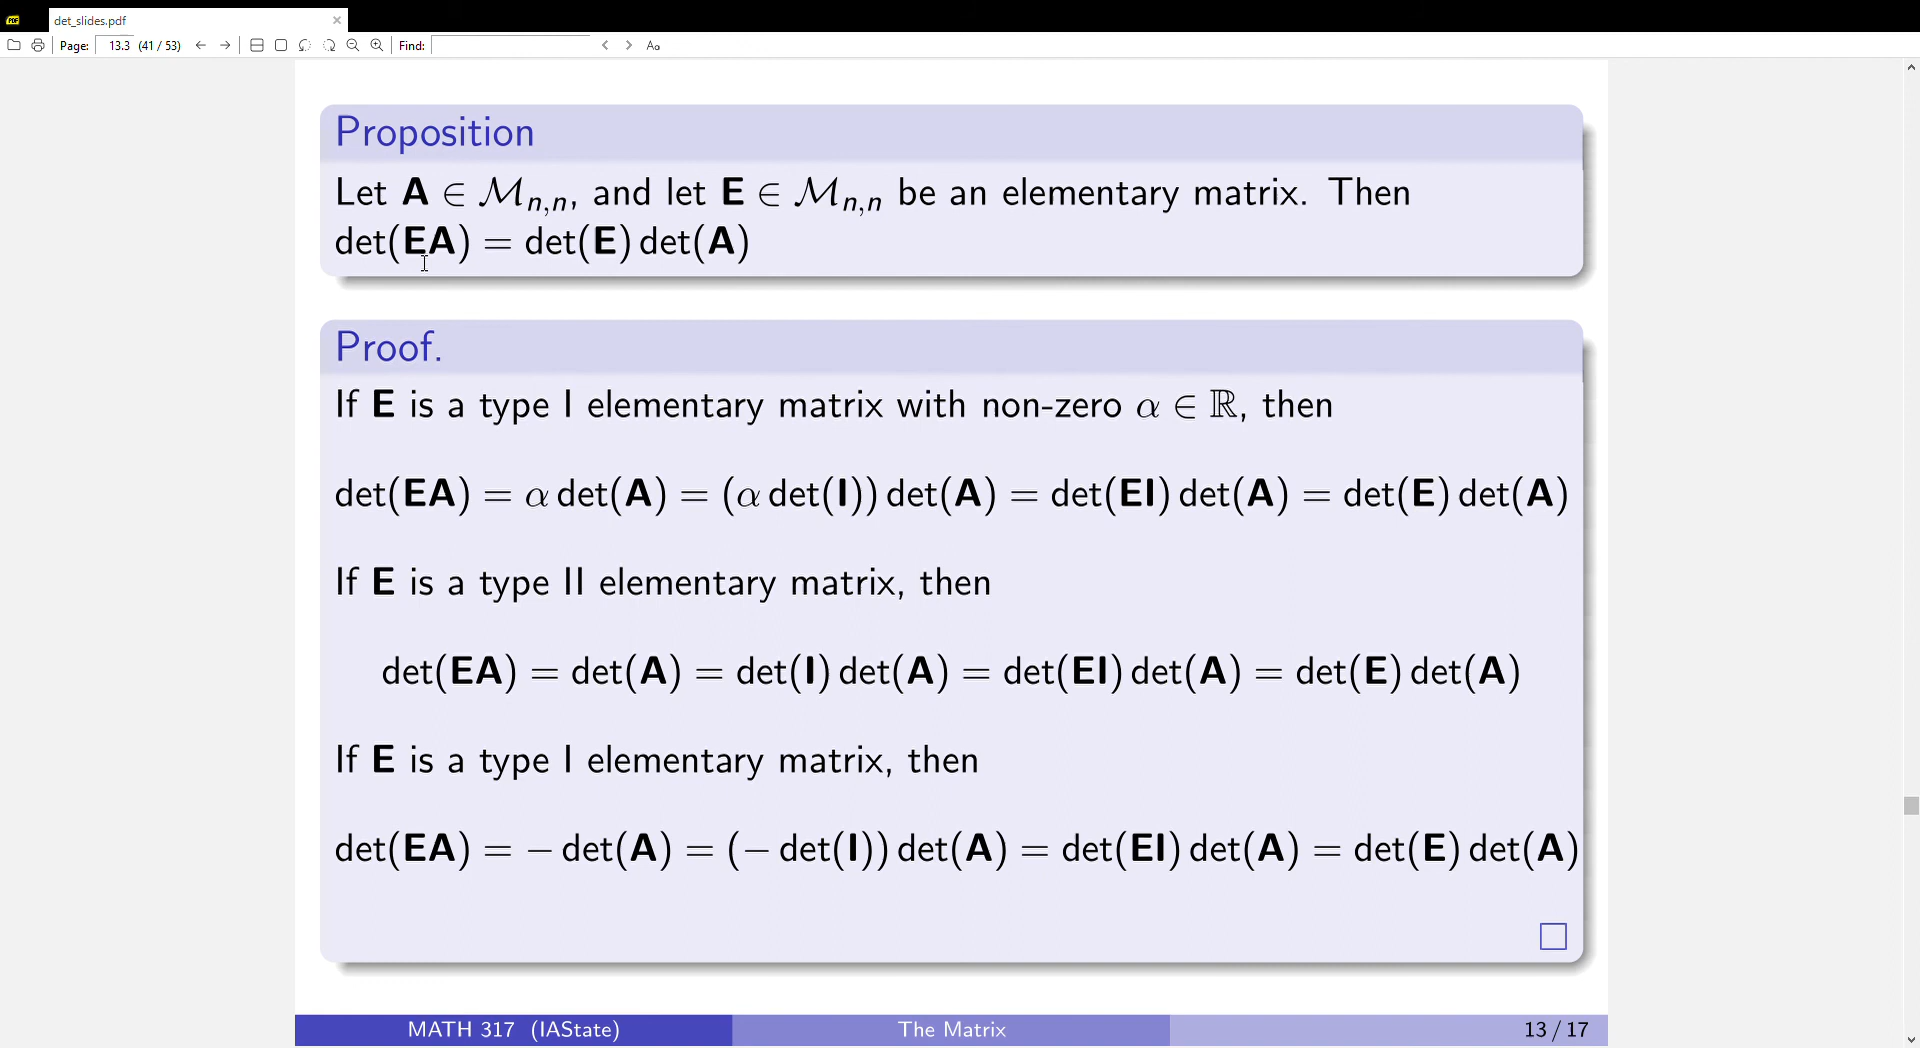 det_slides.pdf
Page: 13.3 (41 / 53) Find: Aa
Proposition
Let A ∈ ℳn,n, and let E ∈ ℳn,n be an elementary matrix. Then
det(EA) = det(E) det(A)
Proof.
If E is a type I elementary matrix with non-zero α ∈ ℝ, then
det(EA) = α det(A) = (α det(I)) det(A) = det(EI) det(A) = det(E) det(A)
If E is a type II elementary matrix, then
det(EA) = det(A) = det(I) det(A) = det(EI) det(A) = det(E) det(A)
If E is a type I elementary matrix, then
det(EA) = − det(A) = (− det(I)) det(A) = det(EI) det(A) = det(E) det(A)
MATH 317 (IAState) The Matrix 13 / 17